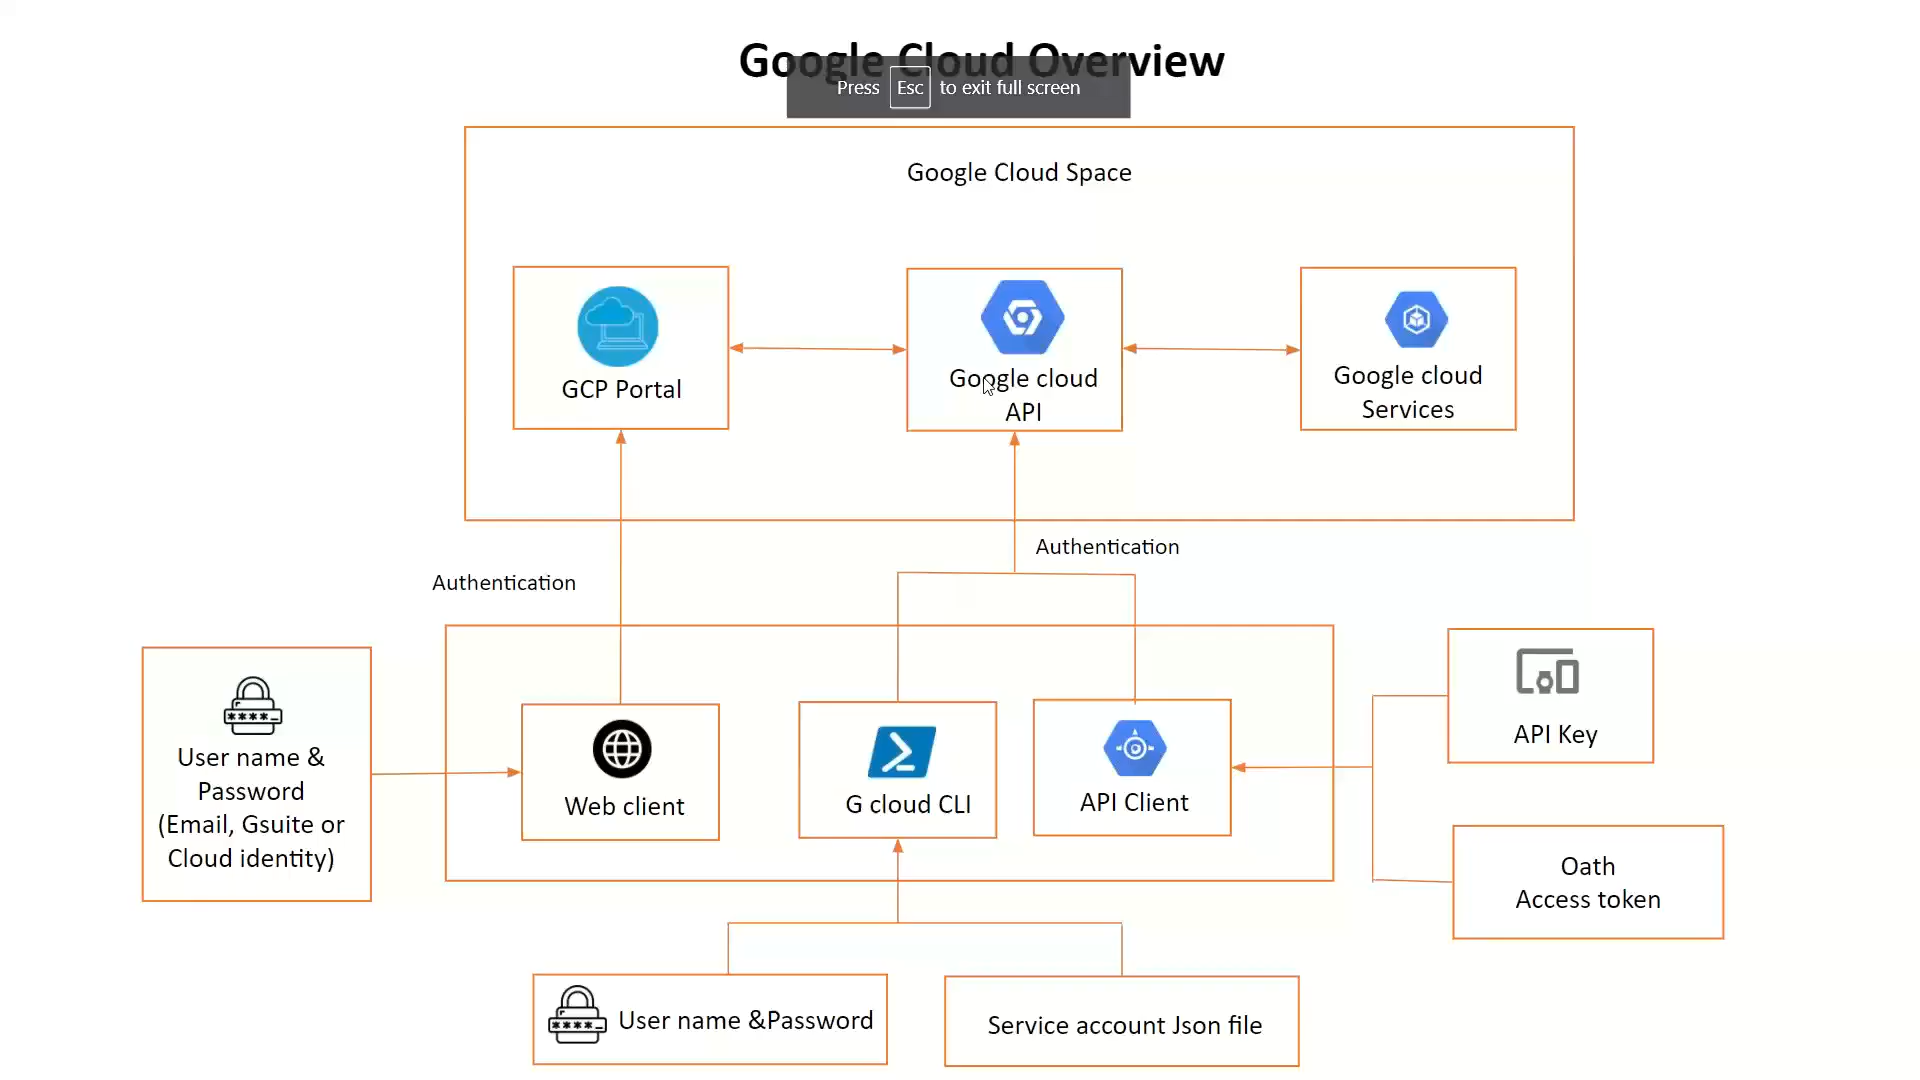 Google Cloud Overview
Press Esc to exit full screen
Google Cloud Space
GCP Portal
Google cloud
API
Google cloud
Services
Authentication
Authentication
User name &
Password
(Email, Gsuite or
Cloud identity)
Web client
G cloud CLI
API Client
API Key
Oath
Access token
User name &Password
Service account Json file